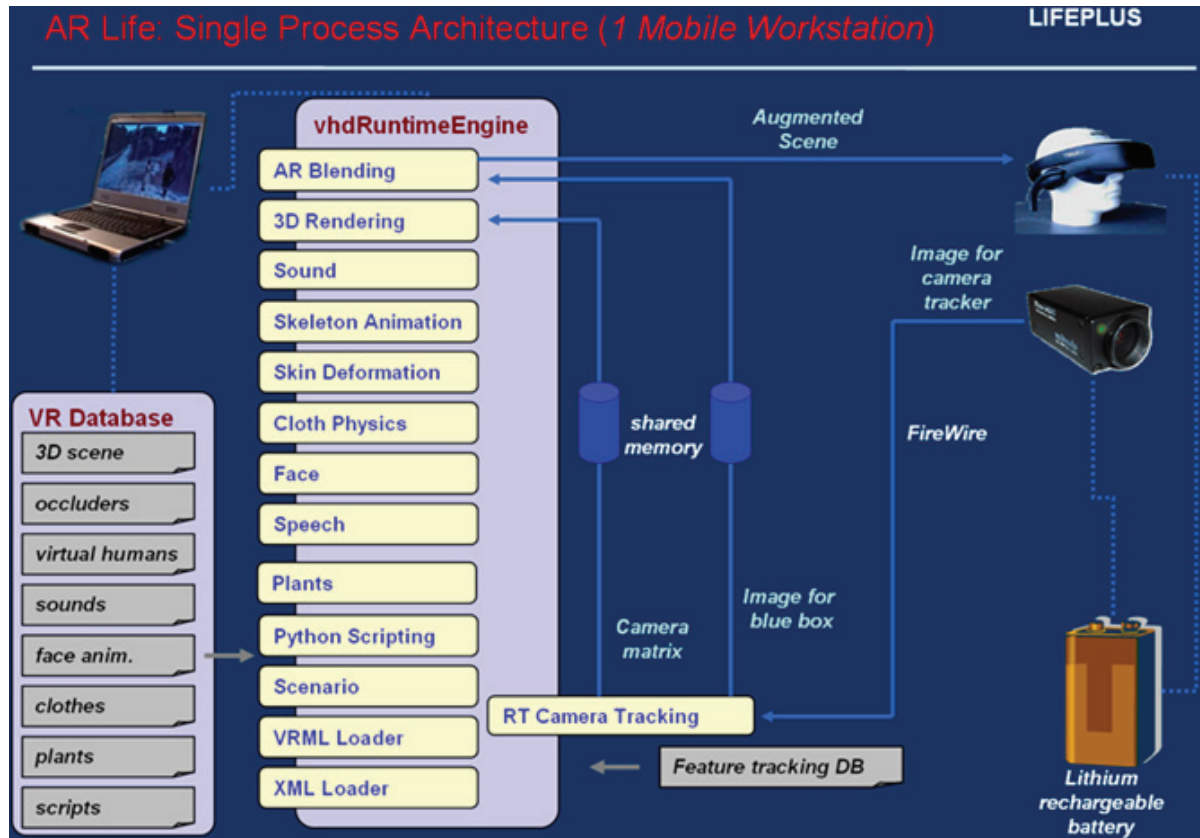 AR Life: Single Process Architecture (1 Mobile Workstation)
LIFEPLUS
vhdRuntimeEngine
AR Blending
3D Rendering
Sound
Skeleton Animation
Skin Deformation
Cloth Physics
Face
Speech
Plants
Python Scripting
Scenario
VRML Loader
XML Loader
VR Database
3D scene
occluders
virtual humans
sounds
face anim.
clothes
plants
scripts
Augmented
Scene
Image for
camera
tracker
shared
memory
FireWire
Camera
matrix
Image for
blue box
RT Camera Tracking
Feature tracking DB
Lithium
rechargeable
battery